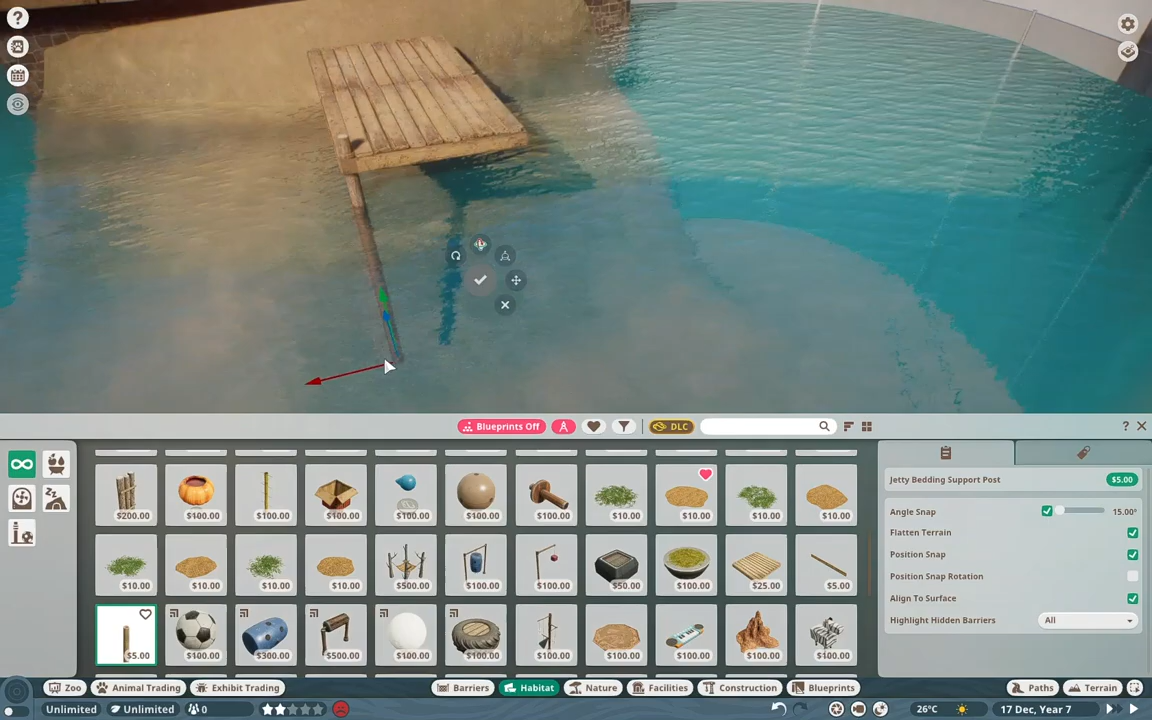 ?
Blueprints Off
DLC
? X
$200.00 $100.00 $100.00 $100.00 $100.00 $100.00 $100.00 $10.00 $10.00 $10.00 $10.00
$10.00 $10.00 $10.00 $10.00 $500.00 $100.00 $100.00 $50.00 $100.00 $25.00 $5.00
$5.00 $100.00 $300.00 $500.00 $100.00 $100.00 $100.00 $100.00 $100.00 $100.00 $100.00
Jetty Bedding Support Post $5.00
Angle Snap 15.00°
Flatten Terrain
Position Snap
Position Snap Rotation
Align To Surface
Highlight Hidden Barriers All
Zoo Animal Trading Exhibit Trading Barriers Habitat Nature Facilities Construction Blueprints Paths Terrain
Unlimited Unlimited 0 26°C 17 Dec, Year 7